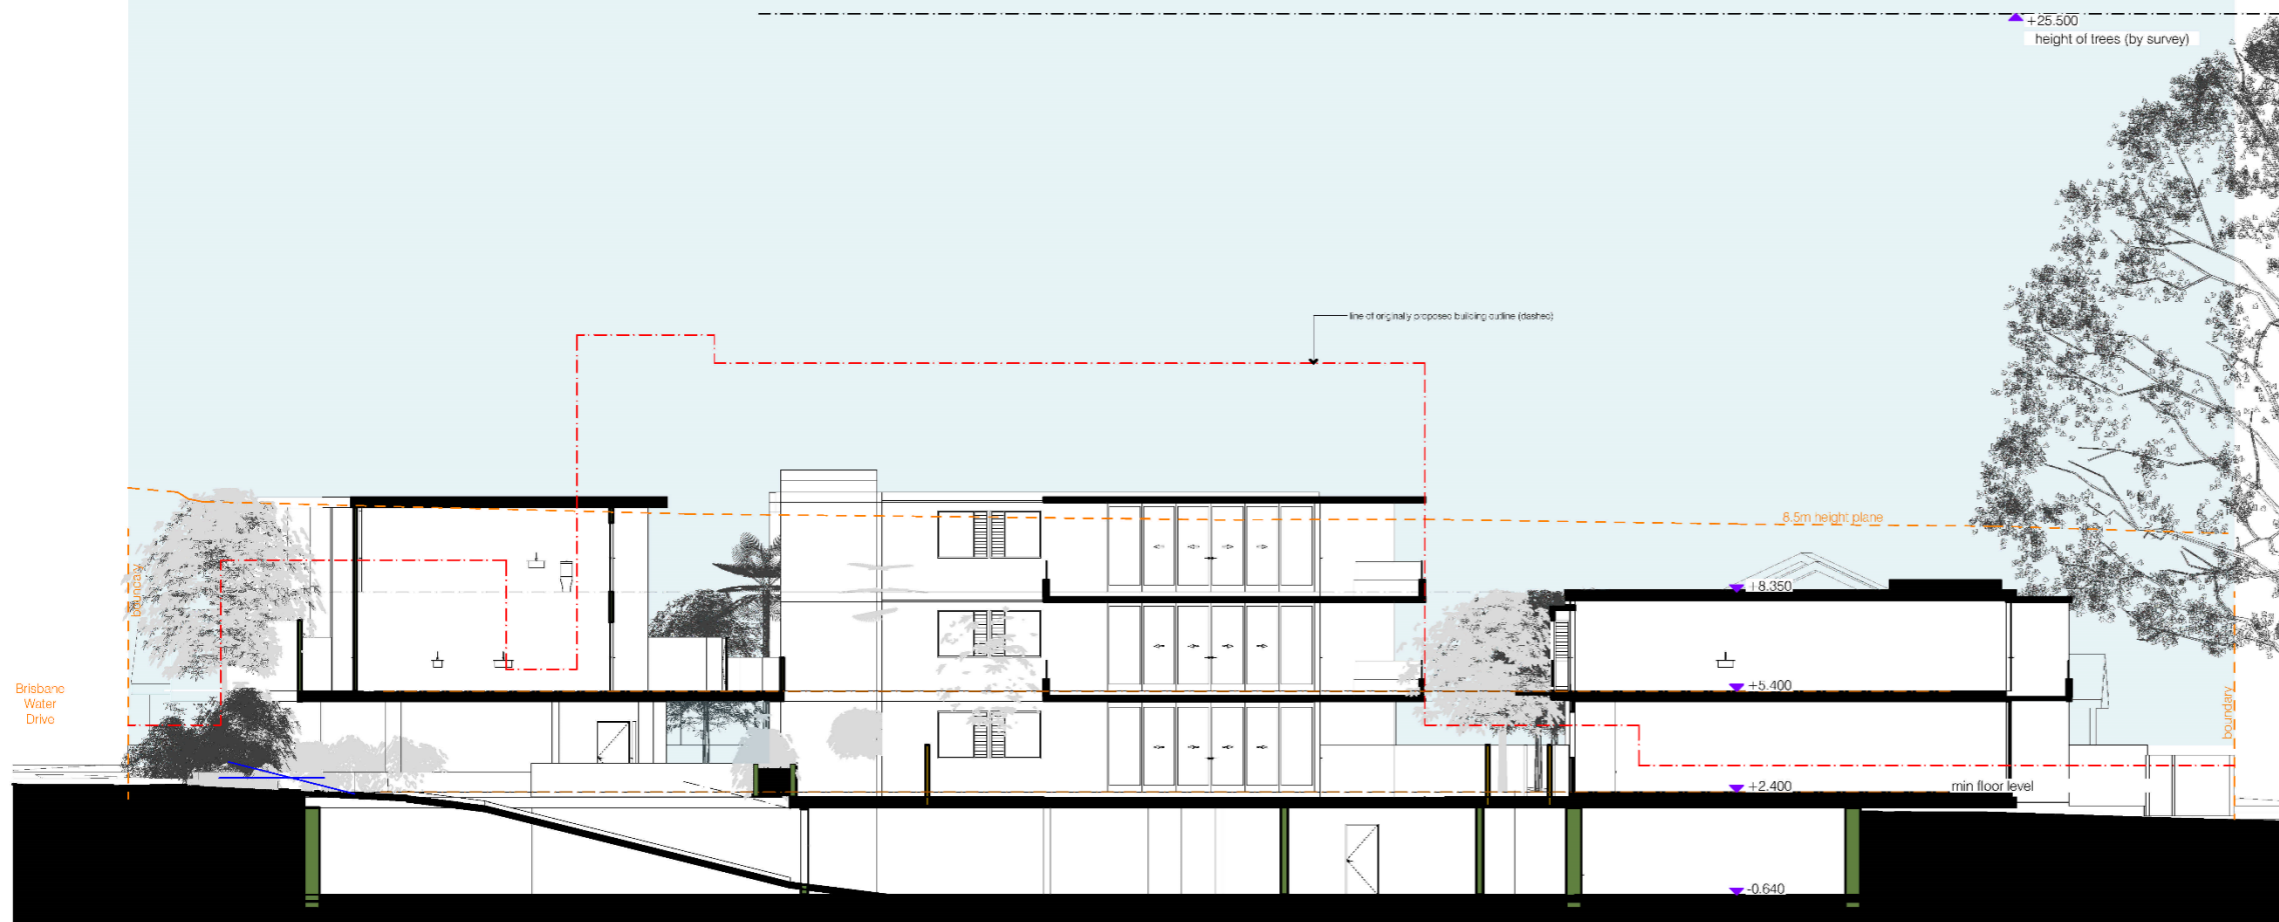 +25.500
height of trees (by survey)
line of originally proposed building outline (dashed)
8.5m height plane
boundary
+8.350
Brisbane
Water
Drive
+5.400
boundary
+2.400
min floor level
-0.640